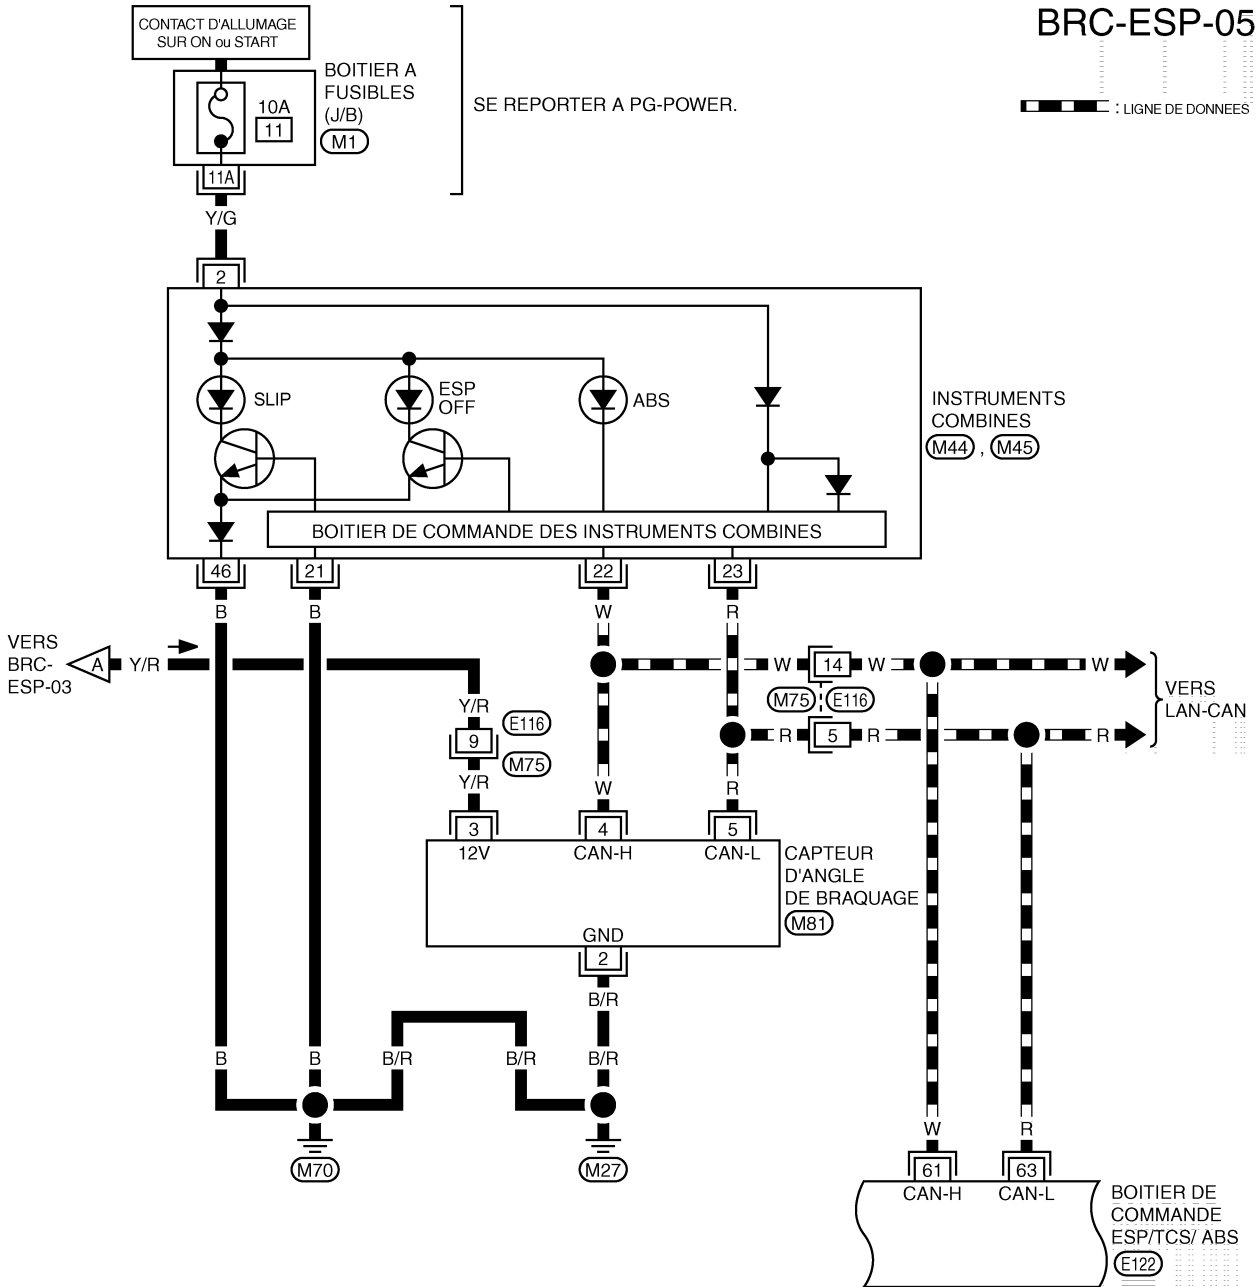 BRC-ESP-05
CONTACT D'ALLUMAGE
SUR ON ou START
BOITIER A
FUSIBLES
(J/B)
M1
10A
11
SE REPORTER A PG-POWER.
: LIGNE DE DONNEES
11A
Y/G
2
SLIP
ESP
OFF
ABS
INSTRUMENTS
COMBINES
M44 , M45
BOITIER DE COMMANDE DES INSTRUMENTS COMBINES
46
21
22
23
B
B
W
R
VERS
BRC-
ESP-03
A
Y/R
W
14
W
W
Y/R
E116
M75
E116
VERS
LAN-CAN
9
R
5
R
R
M75
Y/R
W
R
3
4
5
12V
CAN-H
CAN-L
CAPTEUR
D'ANGLE
DE BRAQUAGE
M81
GND
2
B/R
B
B
B/R
B/R
B/R
W
R
M70
M27
61
63
CAN-H
CAN-L
BOITIER DE
COMMANDE
ESP/TCS/ ABS
E122